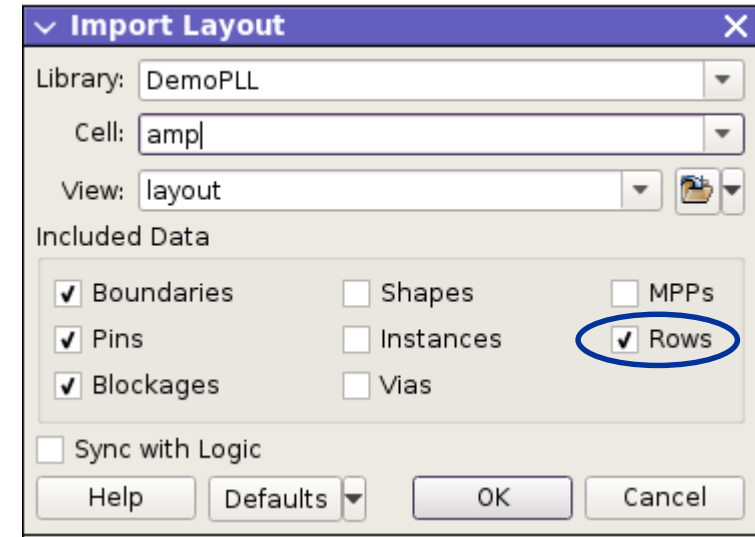 Import Layout
Library: DemoPLL
Cell: amp
View: layout
Included Data
Boundaries Shapes MPPs
Pins Instances Rows
Blockages Vias
Sync with Logic
Help Defaults OK Cancel